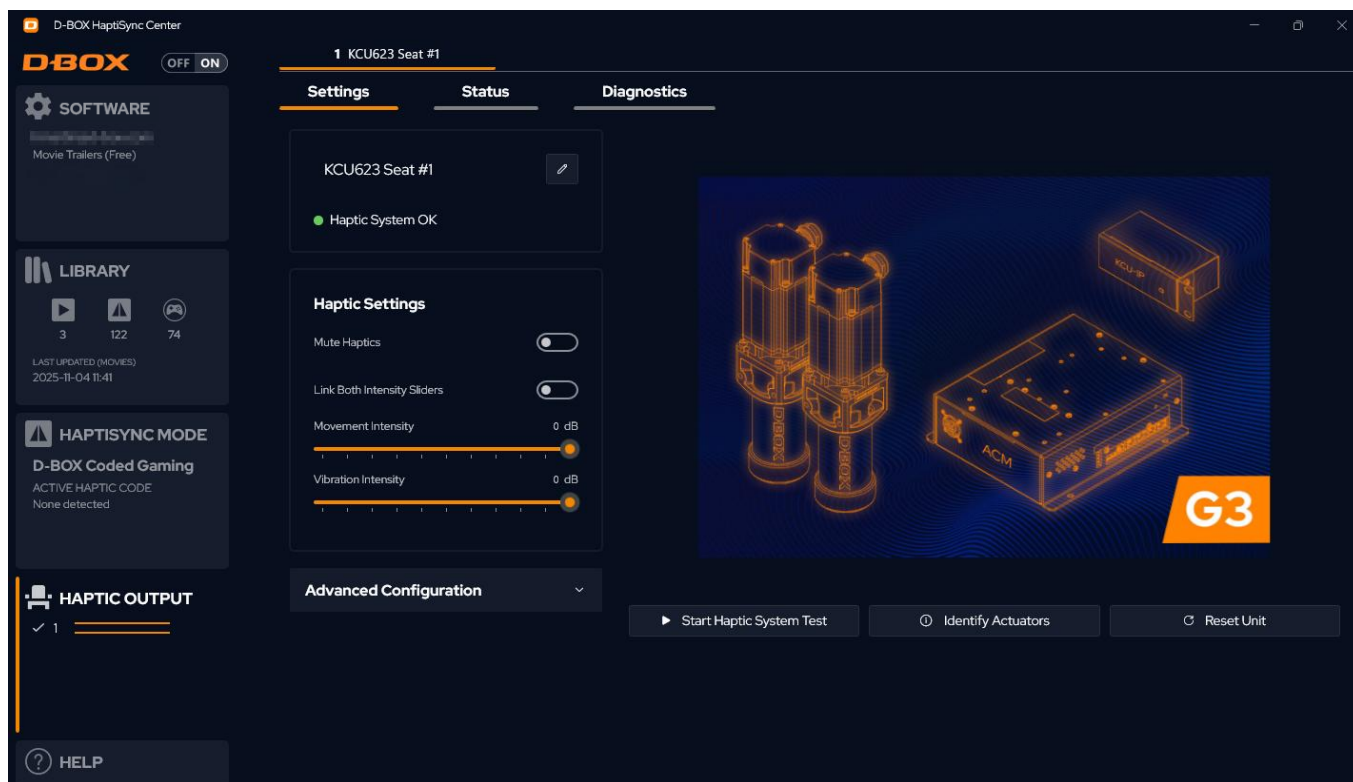 D-BOX HaptiSync Center
D-BOX
OFF ON
1 KCU623 Seat #1
Settings
Status
Diagnostics
SOFTWARE
Movie Trailers (Free)
LIBRARY
3
122
74
LAST UPDATED (MOVIES)
2025-11-04 11:41
HAPTISYNC MODE
D-BOX Coded Gaming
ACTIVE HAPTIC CODE
None detected
HAPTIC OUTPUT
1
HELP
KCU623 Seat #1
Haptic System OK
Haptic Settings
Mute Haptics
Link Both Intensity Sliders
Movement Intensity 0 dB
Vibration Intensity 0 dB
Advanced Configuration
KCU-IP
D-BOX
D-BOX
ACM
G3
Start Haptic System Test
Identify Actuators
Reset Unit